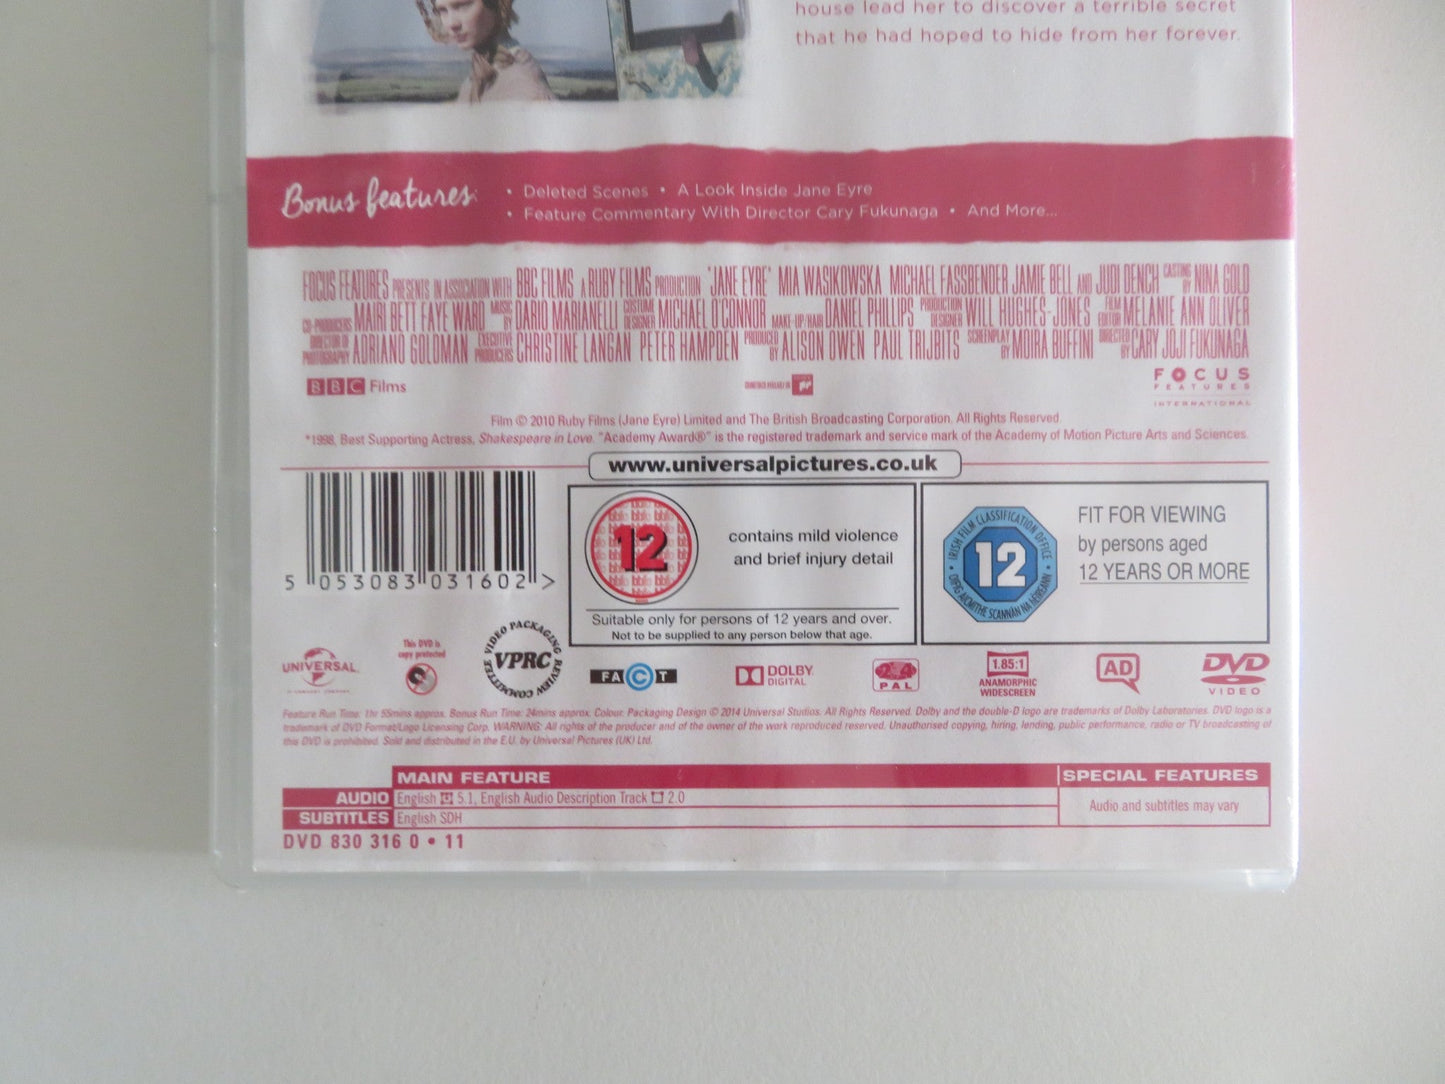 house lead her to discover a terrible secret
that he had hoped to hide from her forever.
Bonus features:
• Deleted Scenes • A Look Inside Jane Eyre
• Feature Commentary With Director Cary Fukunaga • And More...
FOCUS FEATURES PRESENTS IN ASSOCIATION WITH BBC FILMS A RUBY FILMS PRODUCTION 'JANE EYRE' MIA WASIKOWSKA MICHAEL FASSBENDER JAMIE BELL AND JUDI DENCH CASTING BY NINA GOLD
CO-PRODUCERS MAIRI BETT FAYE WARD MUSIC BY DARIO MARIANELLI COSTUME DESIGNER MICHAEL O'CONNOR MAKE-UP/HAIR DANIEL PHILLIPS PRODUCTION DESIGNER WILL HUGHES-JONES FILM EDITOR MELANIE ANN OLIVER
DIRECTOR OF PHOTOGRAPHY ADRIANO GOLDMAN EXECUTIVE PRODUCERS CHRISTINE LANGAN PETER HAMPDEN PRODUCED BY ALISON OWEN PAUL TRIJBITS SCREENPLAY BY MOIRA BUFFINI DIRECTED BY CARY JOJI FUKUNAGA
BBC Films
SOUNDTRACK AVAILABLE ON
FOCUS
FEATURES
INTERNATIONAL
Film © 2010 Ruby Films (Jane Eyre) Limited and The British Broadcasting Corporation. All Rights Reserved.
*1998, Best Supporting Actress, Shakespeare in Love. "Academy Award®" is the registered trademark and service mark of the Academy of Motion Picture Arts and Sciences.
www.universalpictures.co.uk
5 053083 031602 >
12
contains mild violence
and brief injury detail
Suitable only for persons of 12 years and over.
Not to be supplied to any person below that age.
IRISH FILM CLASSIFICATION OFFICE
12
OIFIG AICMITHE SCANNÁN NA hÉIREANN
FIT FOR VIEWING
by persons aged
12 YEARS OR MORE
UNIVERSAL
This DVD is
copy protected
VIDEO PACKAGING REVIEW COMMITTEE
VPRC
FACT
DOLBY
DIGITAL
PAL
1.85:1
ANAMORPHIC
WIDESCREEN
AD
DVD
VIDEO
Feature Run Time: 1hr 55mins approx. Bonus Run Time: 24mins approx. Colour. Packaging Design © 2014 Universal Studios. All Rights Reserved. Dolby and the double-D logo are trademarks of Dolby Laboratories. DVD logo is a
trademark of DVD Format/Logo Licensing Corp. WARNING: All rights of the producer and of the owner of the work reproduced reserved. Unauthorised copying, hiring, lending, public performance, radio or TV broadcasting of
this DVD is prohibited. Sold and distributed in the E.U. by Universal Pictures (UK) Ltd.
MAIN FEATURE
SPECIAL FEATURES
AUDIO English 5.1, English Audio Description Track 2.0
Audio and subtitles may vary
SUBTITLES English SDH
DVD 830 316 0 • 11